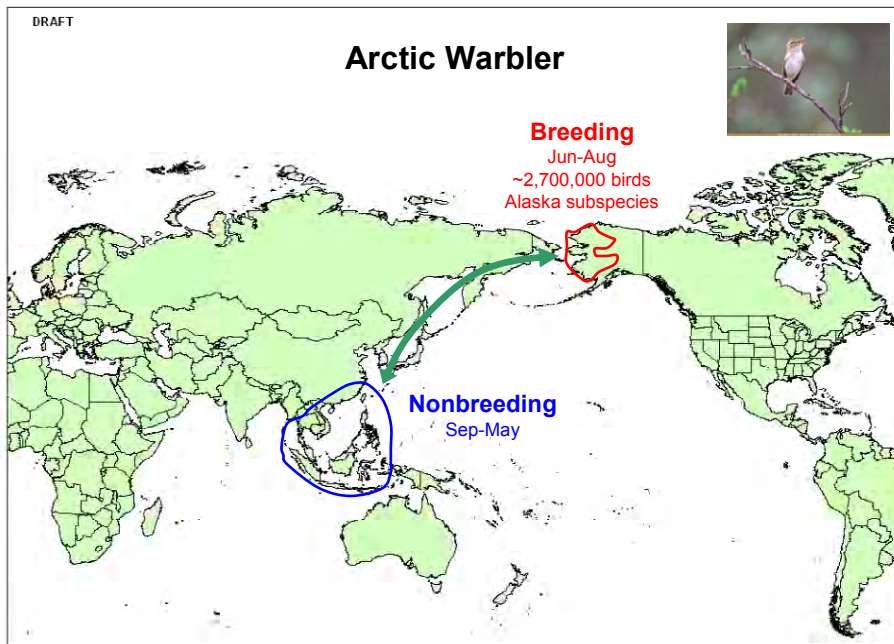 DRAFT
Arctic Warbler
Breeding
Jun-Aug
~2,700,000 birds
Alaska subspecies
Nonbreeding
Sep-May